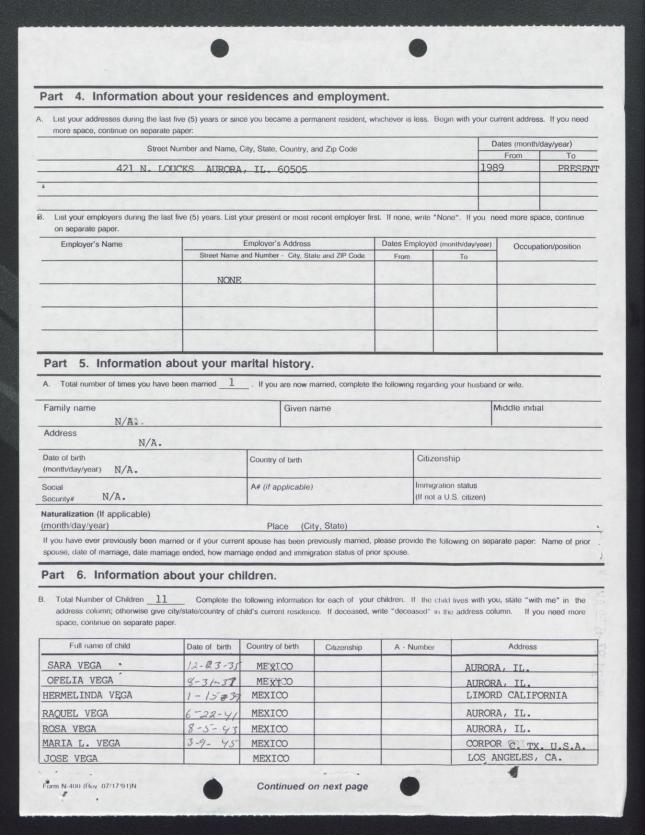 Part 4. Information about your residences and employment.
A. List your addresses during the last five (5) years or since you became a permanent resident, whichever is less. Begin with your current address. If you need
more space, continue on separate paper:
Street Number and Name, City, State, Country, and Zip Code
Dates (month/day/year)
From To
421 N. LOUCKS AURORA, IL. 60505 1989 PRESENT
B. List your employers during the last five (5) years. List your present or most recent employer first. If none, write "None". If you need more space, continue
on separate paper.
Employer's Name Employer's Address Dates Employed (month/day/year) Occupation/position
Street Name and Number - City, State and ZIP Code From To
NONE
Part 5. Information about your marital history.
A. Total number of times you have been married 1 . If you are now married, complete the following regarding your husband or wife.
Family name Given name Middle initial
N/A.
Address
N/A.
Date of birth Country of birth Citizenship
(month/day/year) N/A.
Social A# (if applicable) Immigration status
Security# N/A. (If not a U.S. citizen)
Naturalization (If applicable)
(month/day/year) Place (City, State)
If you have ever previously been married or if your current spouse has been previously married, please provide the following on separate paper: Name of prior
spouse, date of marriage, date marriage ended, how marriage ended and immigration status of prior spouse.
Part 6. Information about your children.
B. Total Number of Children 11 Complete the following information for each of your children. If the child lives with you, state "with me" in the
address column; otherwise give city/state/country of child's current residence. If deceased, write "deceased" in the address column. If you need more
space, continue on separate paper.
Full name of child Date of birth Country of birth Citizenship A - Number Address
SARA VEGA MEXICO AURORA, IL.
OFELIA VEGA 8-31-37 MEXICO AURORA, IL.
HERMELINDA VEGA 1-15-39 MEXICO LIMORD CALIFORNIA
RAQUEL VEGA 6-22-41 MEXICO AURORA, IL.
ROSA VEGA 8-5-43 MEXICO AURORA, IL.
MARIA L. VEGA 3-9-45 MEXICO CORPOR C. TX. U.S.A.
JOSE VEGA MEXICO LOS ANGELES, CA.
Form N-400 (Rev. 07/17/91)N Continued on next page